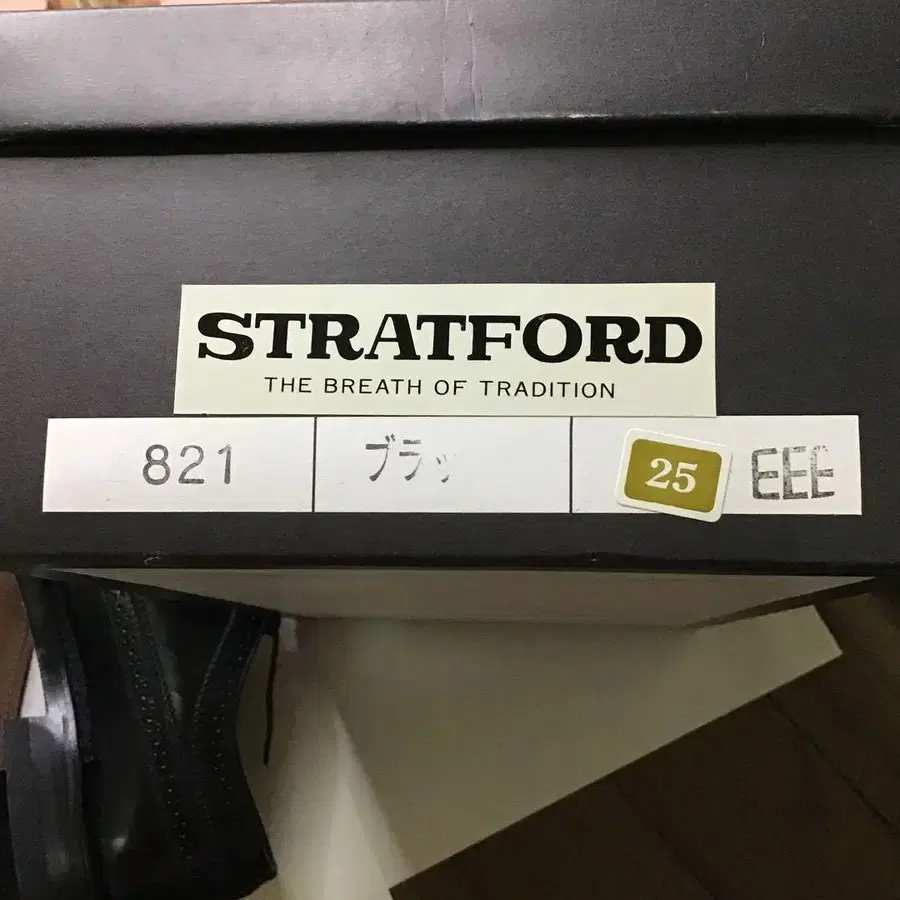 STRATFORD
THE BREATH OF TRADITION
821 ブラッ 25 EEE